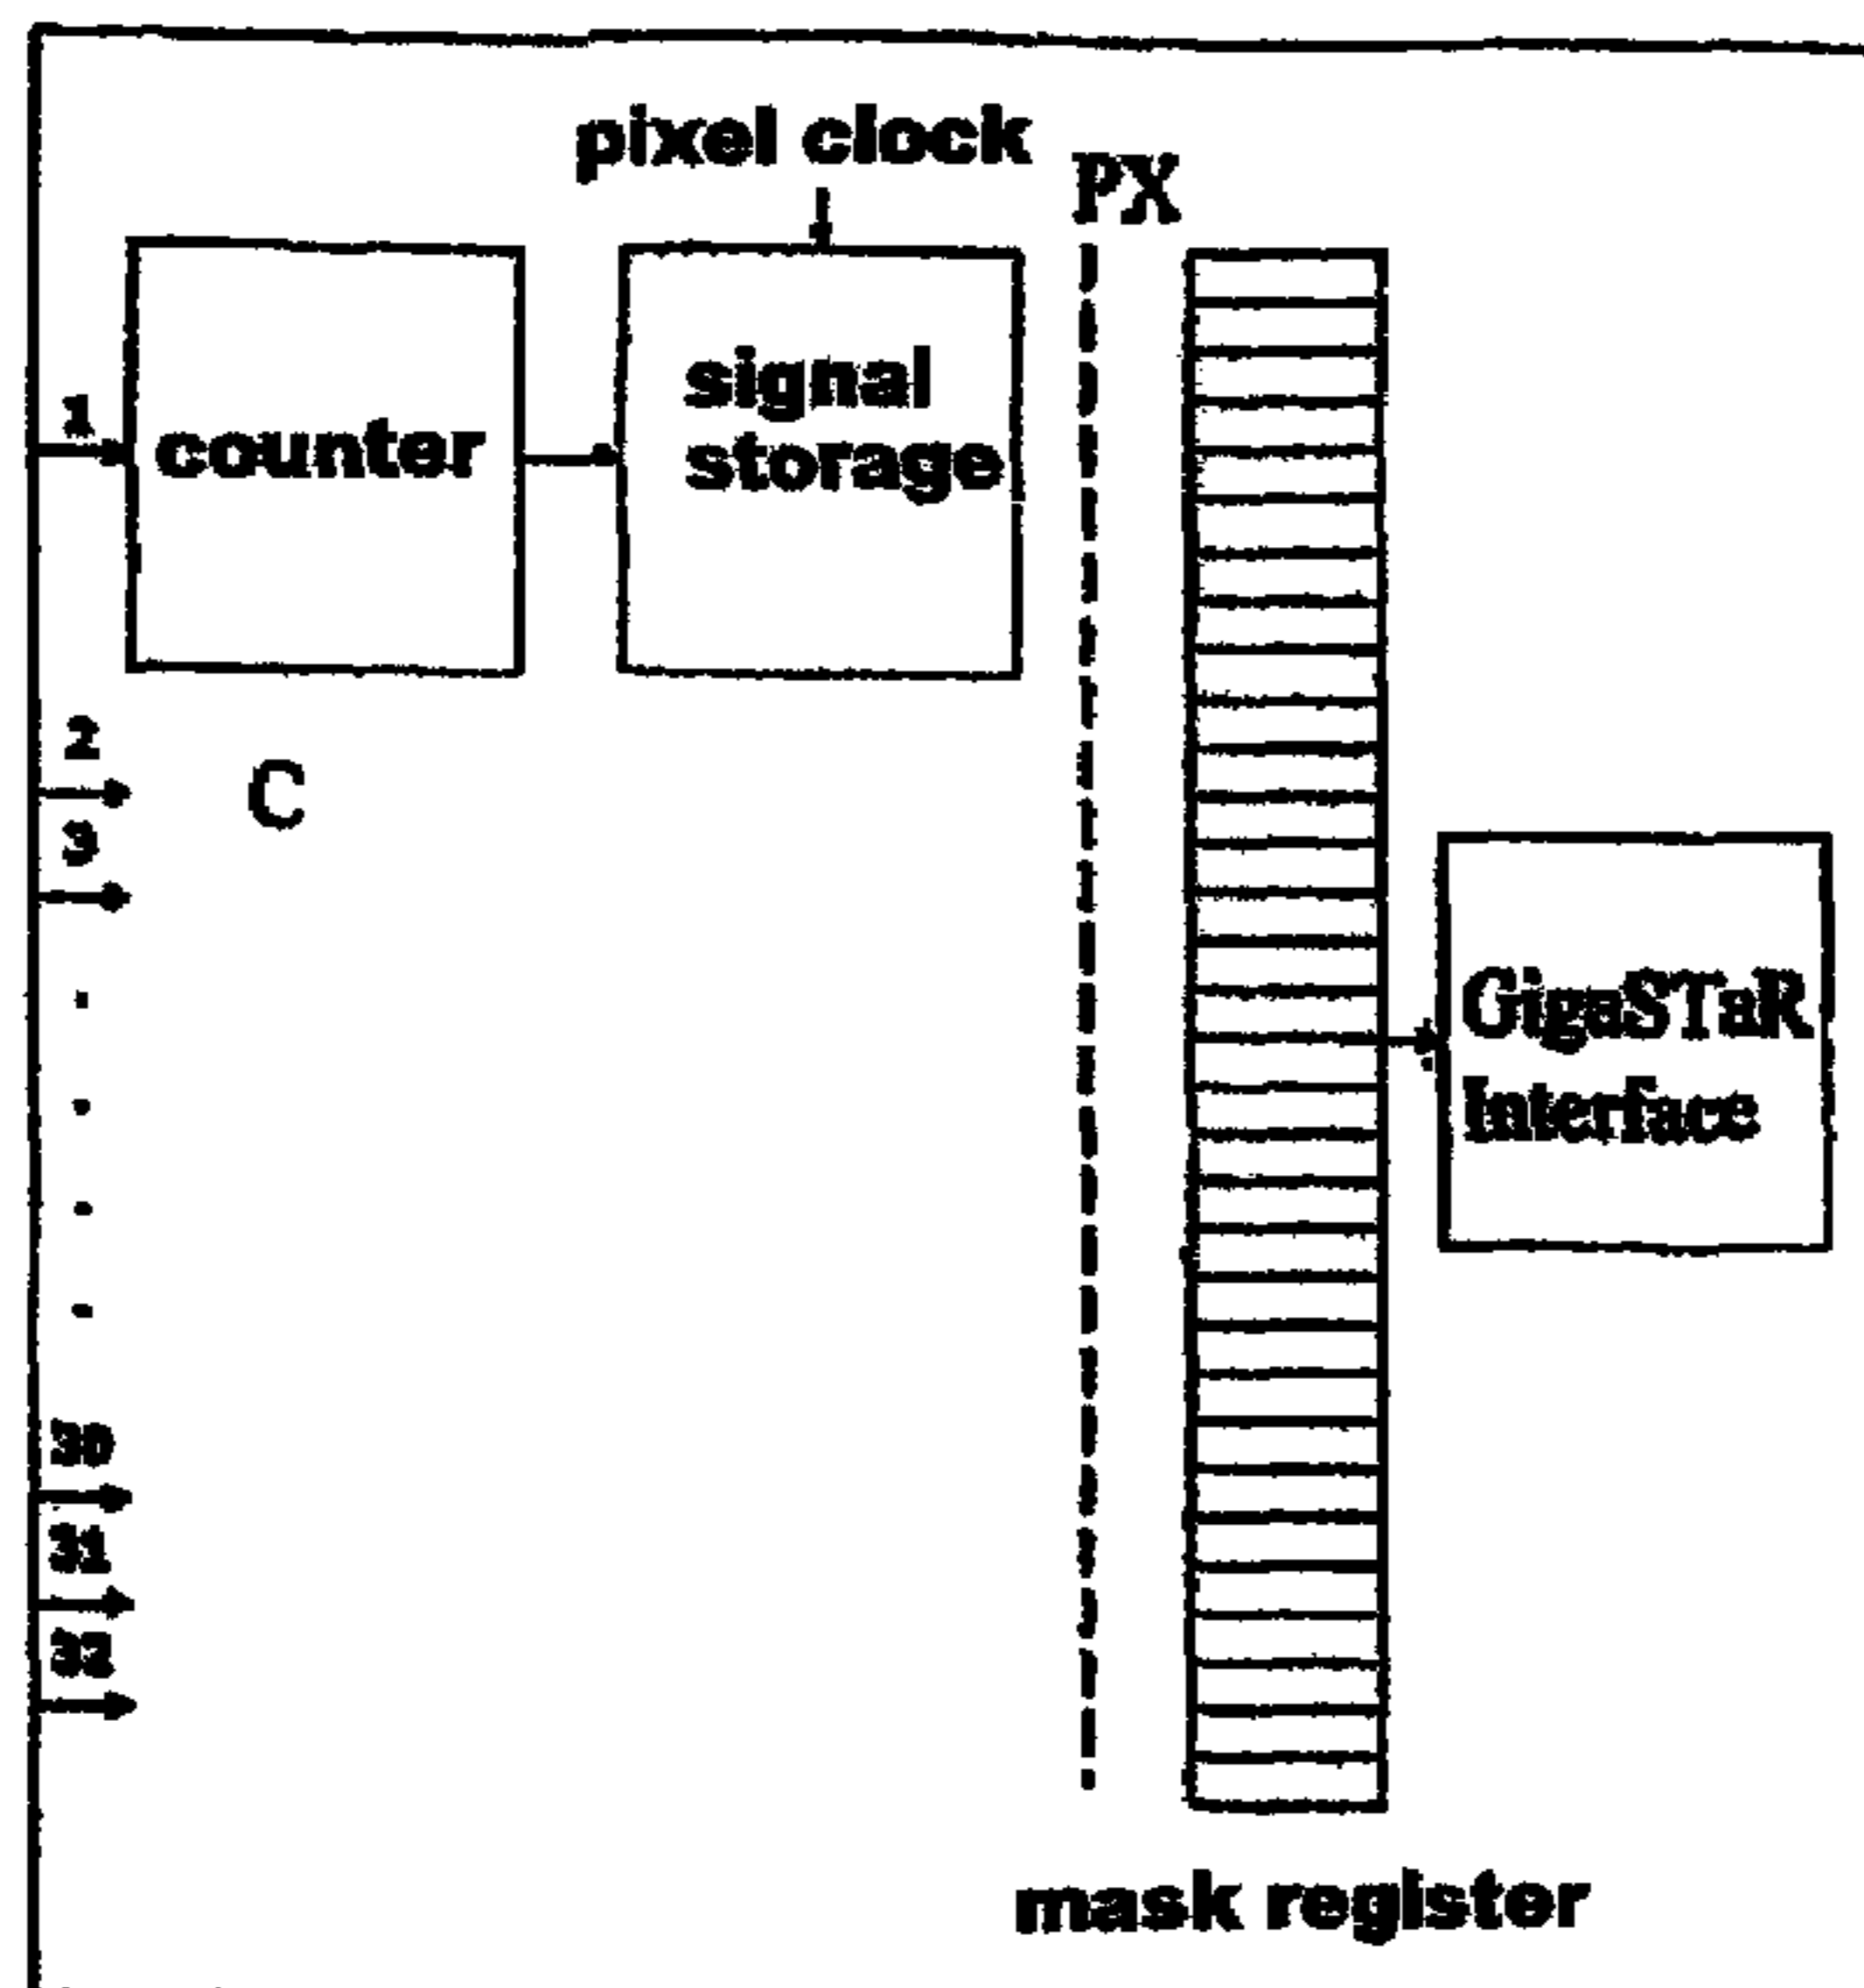 pixel clock
PX
1
counter
signal
storage
2
C
3
GigaSTaR
Interface
30
31
32
mask register